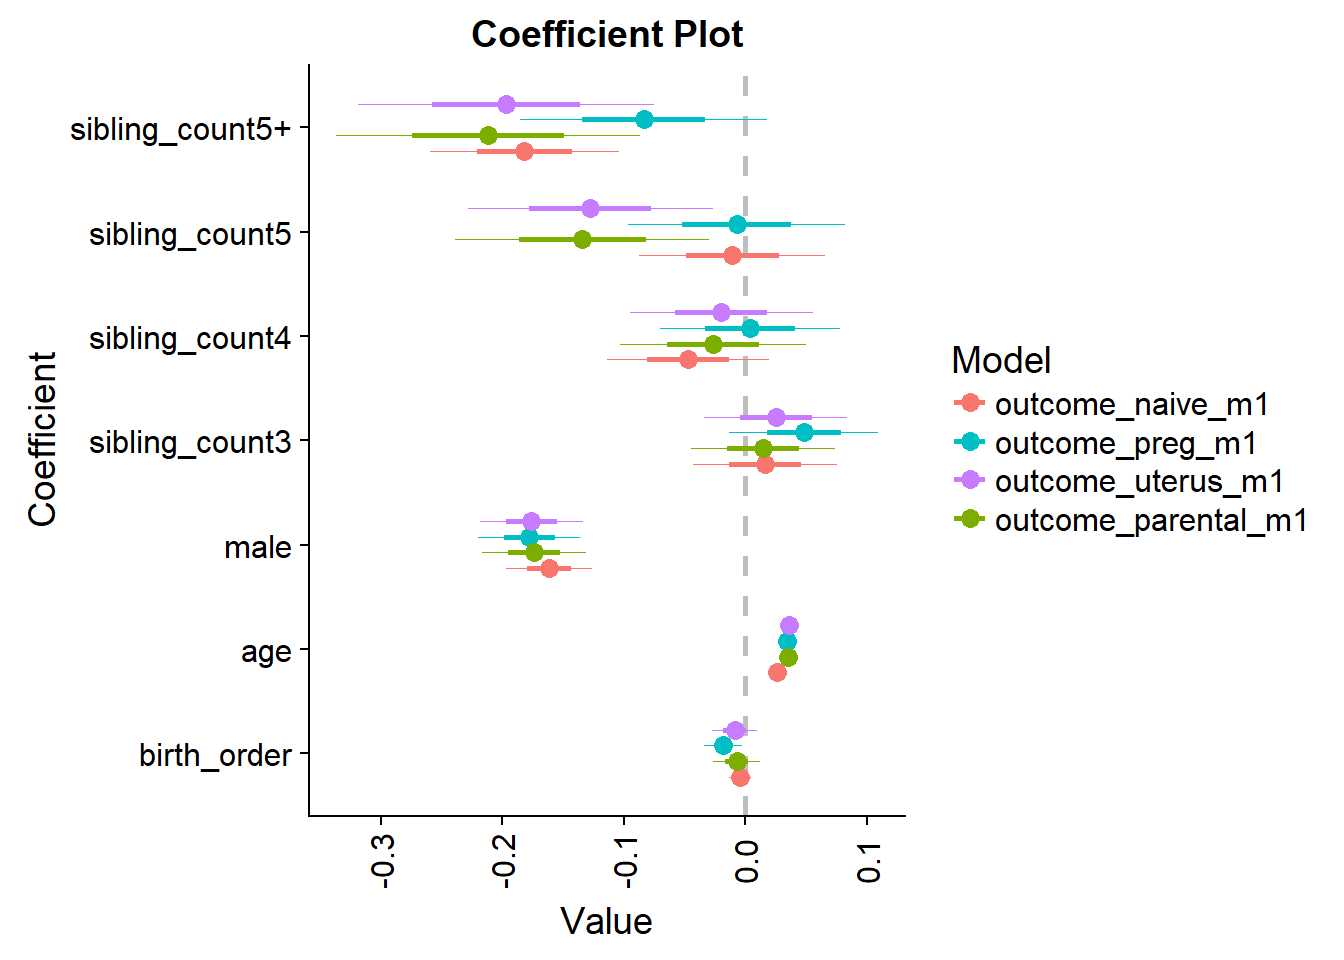 Coefficient Plot
sibling_count5+
sibling_count5
sibling_count4
sibling_count3
male
age
birth_order
Coefficient
-0.3
-0.2
-0.1
0.0
0.1
Value
Model
outcome_naive_m1
outcome_preg_m1
outcome_uterus_m1
outcome_parental_m1